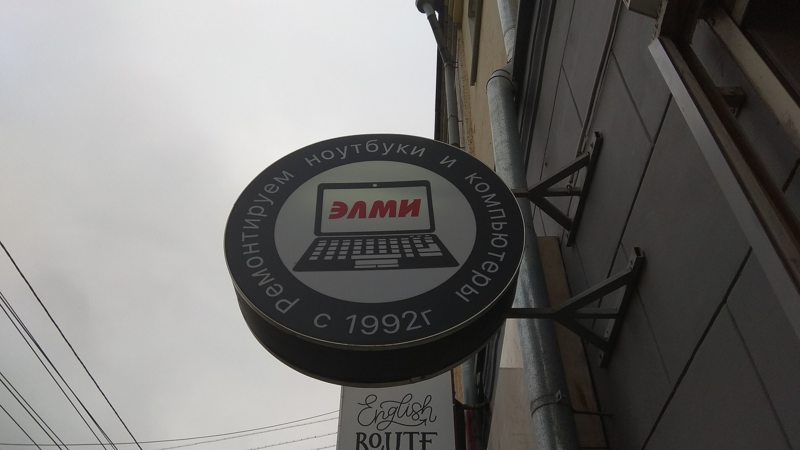 Ремонтируем ноутбуки и компьютеры
ЭЛМИ
с 1992г
English
ROUTE